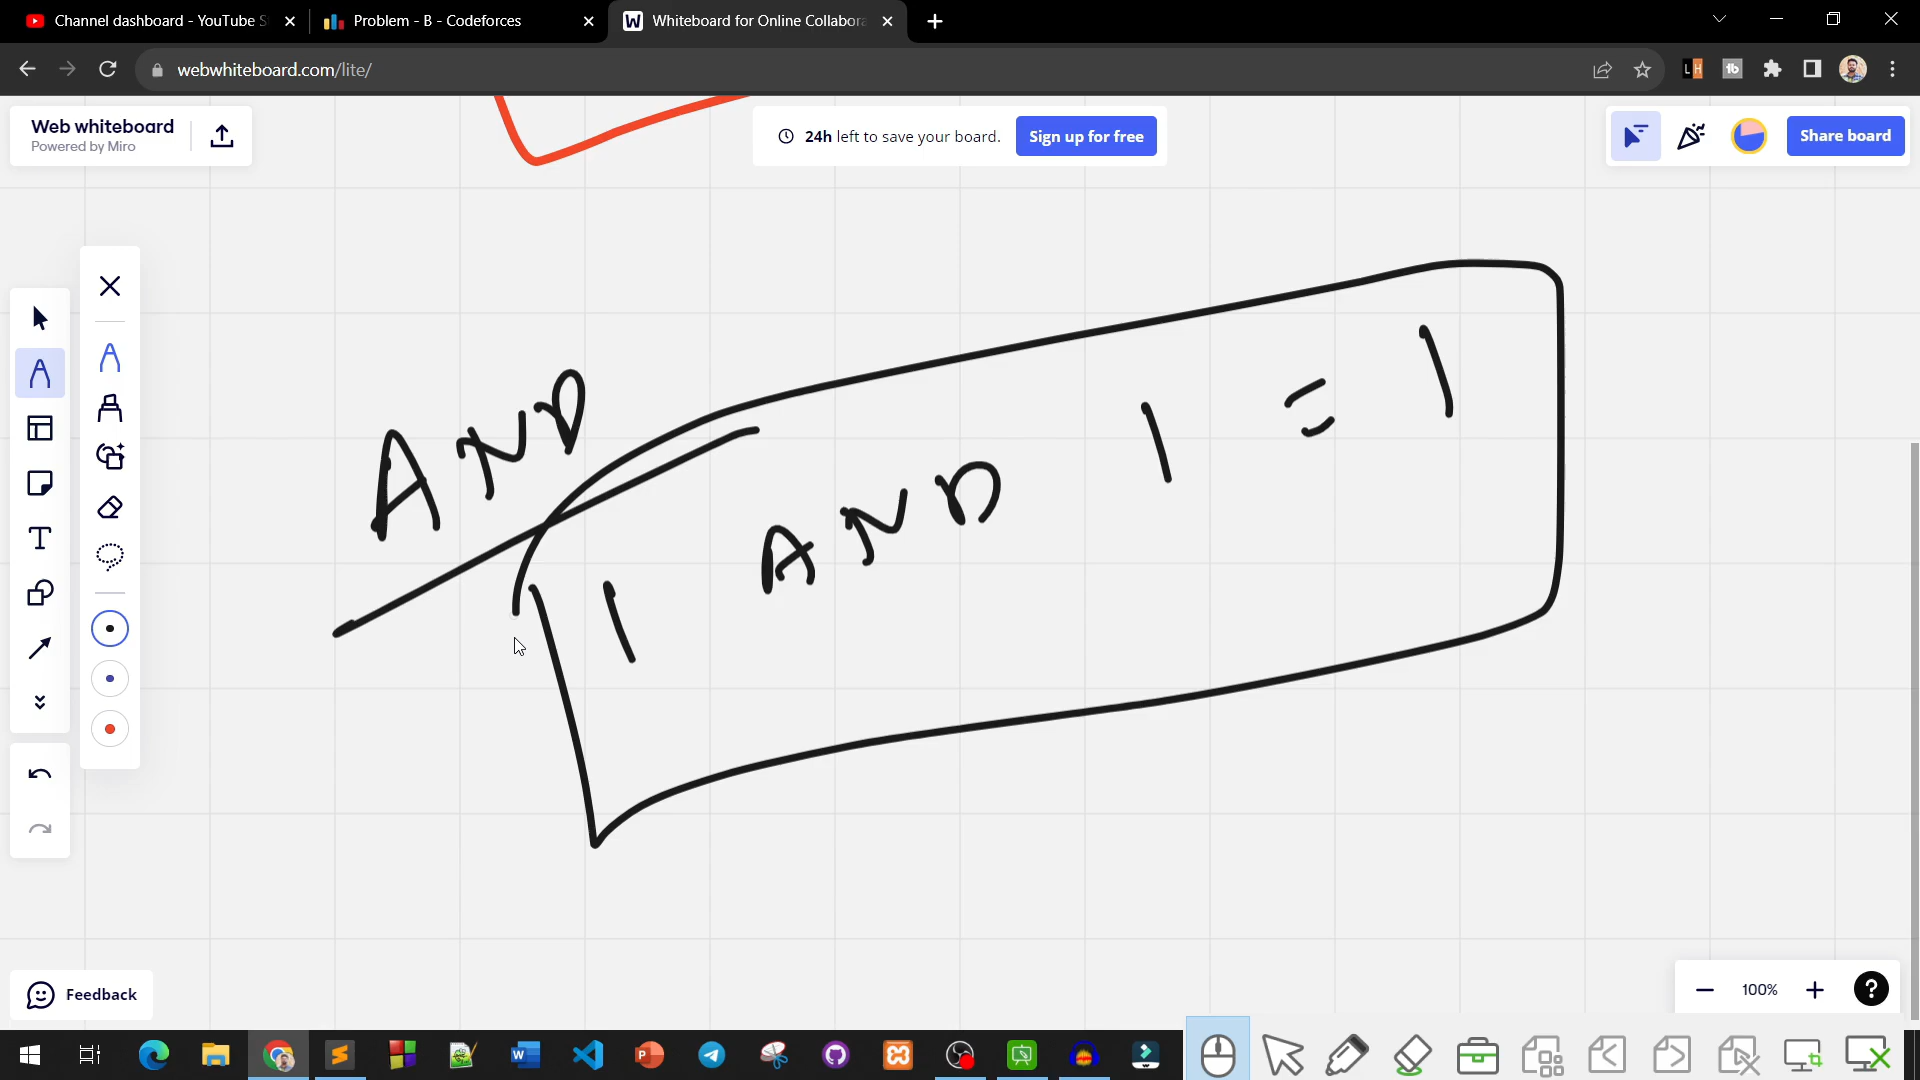 Channel dashboard - YouTube S
Problem - B - Codeforces
Whiteboard for Online Collabora
webwhiteboard.com/lite/
Web whiteboard
Powered by Miro
24h left to save your board.
Sign up for free
Share board
AND
1 AND 1 = 1
Feedback
100%